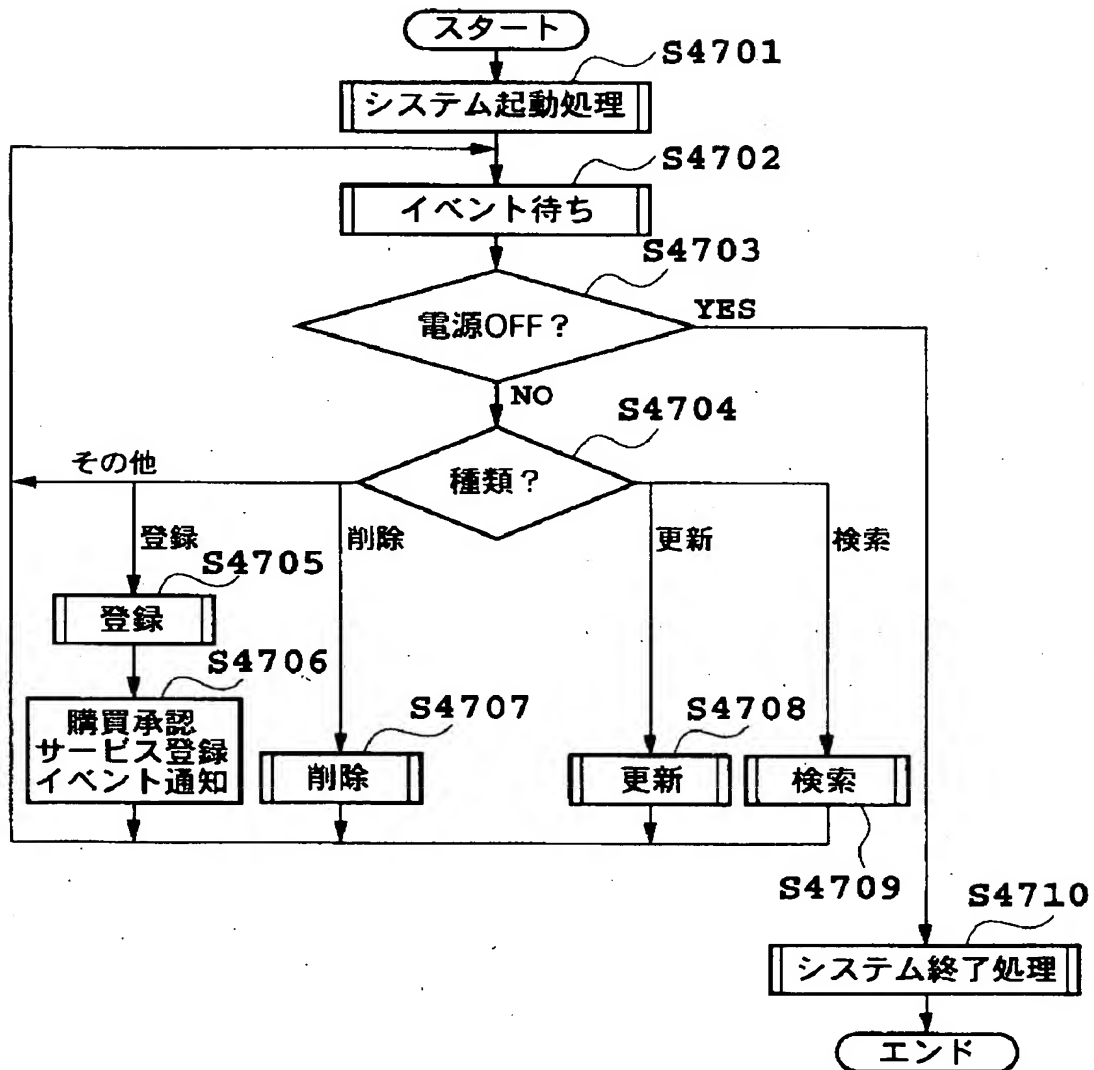 スタート
S4701
システム起動処理
S4702
イベント待ち
S4703
電源OFF？
YES
NO
S4704
種類？
その他
登録
削除
更新
検索
S4705
登録
S4706
購買承認
サービス登録
イベント通知
S4707
削除
S4708
更新
検索
S4709
S4710
システム終了処理
エンド